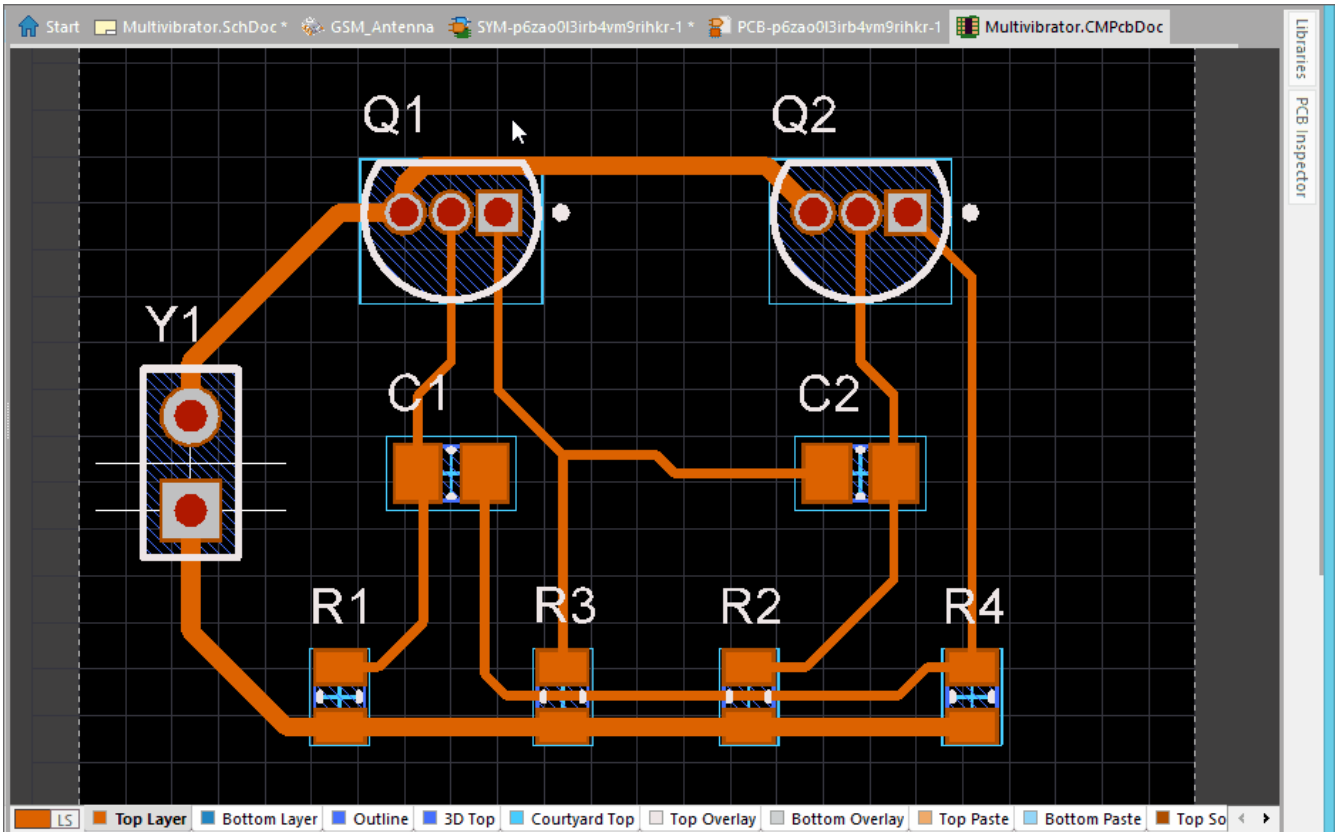 Start
Multivibrator.SchDoc *
GSM_Antenna
SYM-p6zao0l3irb4vm9rihkr-1 *
PCB-p6zao0l3irb4vm9rihkr-1
Multivibrator.CMPcbDoc
Libraries
PCB Inspector
Q1
Q2
Y1
C1
C2
R1
R3
R2
R4
LS
Top Layer
Bottom Layer
Outline
3D Top
Courtyard Top
Top Overlay
Bottom Overlay
Top Paste
Bottom Paste
Top So